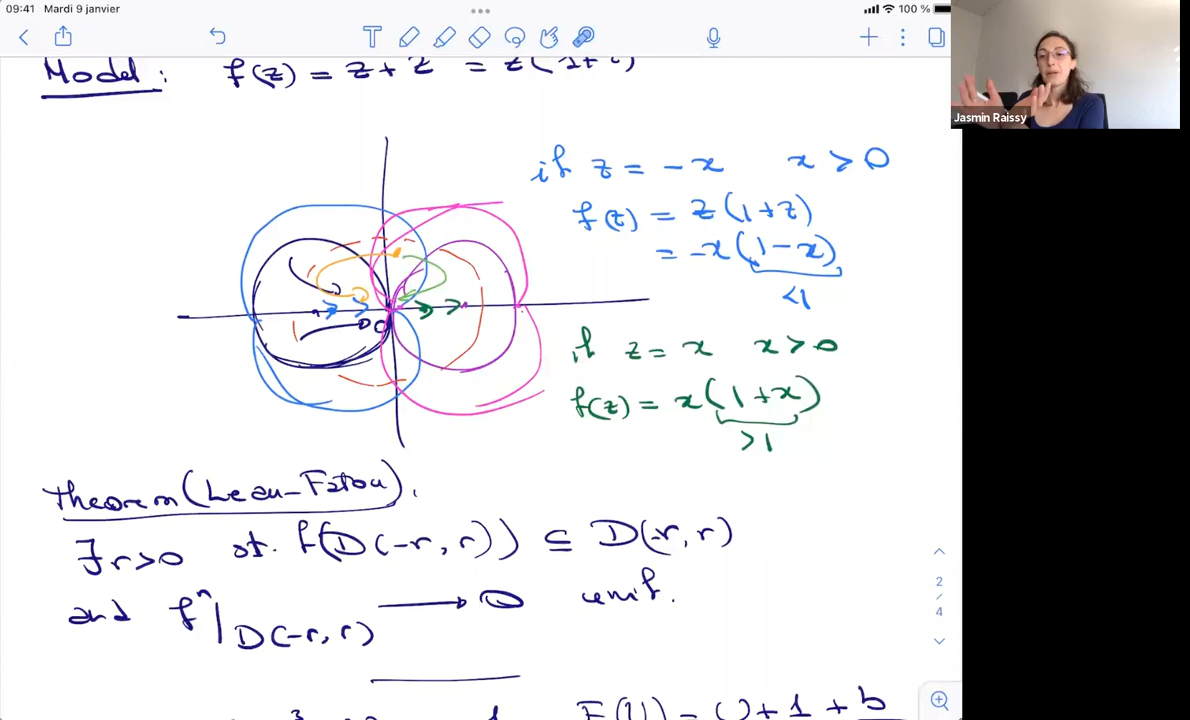 09:41 Mardi 9 janvier
100 %
Jasmin Raissy
Model: f(z) = z + z = z(1+
if z = -x x > 0
f(z) = z(1+z)
= -x(1-x)
<1
if z = x x > 0
f(z) = x(1+x)
>1
Theorem (Leau-Fatou).
∃r>0 st. f(D(-r, r)) ⊆ D(-r, r)
and fⁿ|D(-r, r) ⟶ 0 unif.
F(U) = U + 1 + b
2
/
4